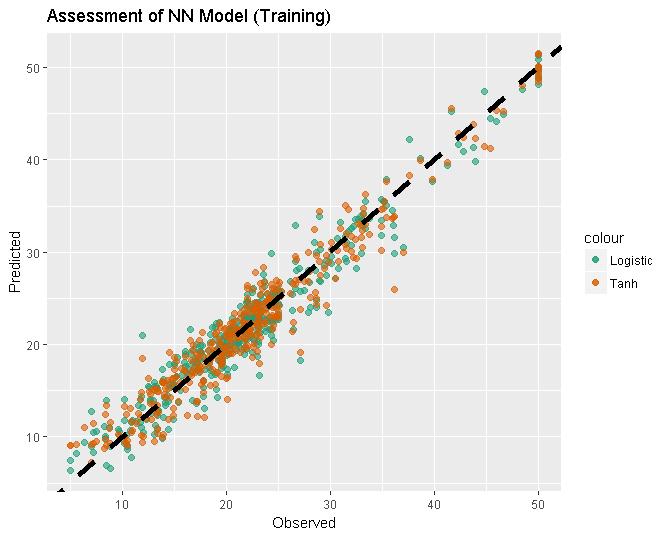 Assessment of NN Model (Training)
Predicted
50
40
30
20
10
10 20 30 40 50
Observed
colour
Logistic
Tanh